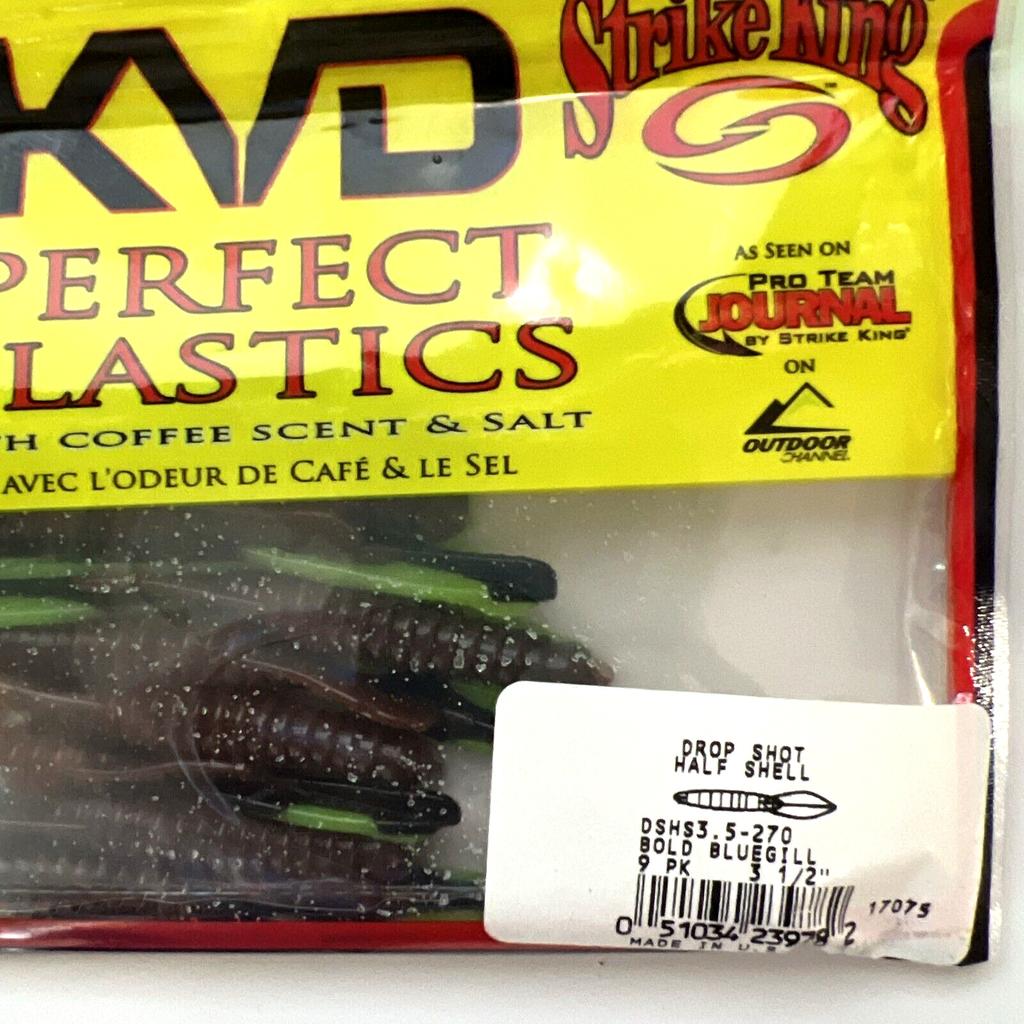 KVD
Strike King
™
PERFECT
LASTICS
TH COFFEE SCENT & SALT
AVEC L'ODEUR DE CAFÉ & LE SEL
AS SEEN ON
PRO TEAM
JOURNAL
BY STRIKE KING®
ON
OUTDOOR
CHANNEL
DROP SHOT
HALF SHELL
DSHS3.5-270
BOLD BLUEGILL
9 PK 3 1/2"
17075
0 51034 23978 2
MADE IN U.S